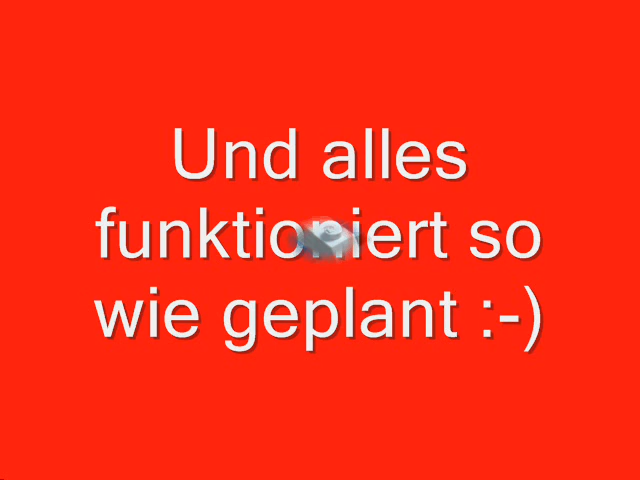 Und alles
funktioniert so
wie geplant :-)